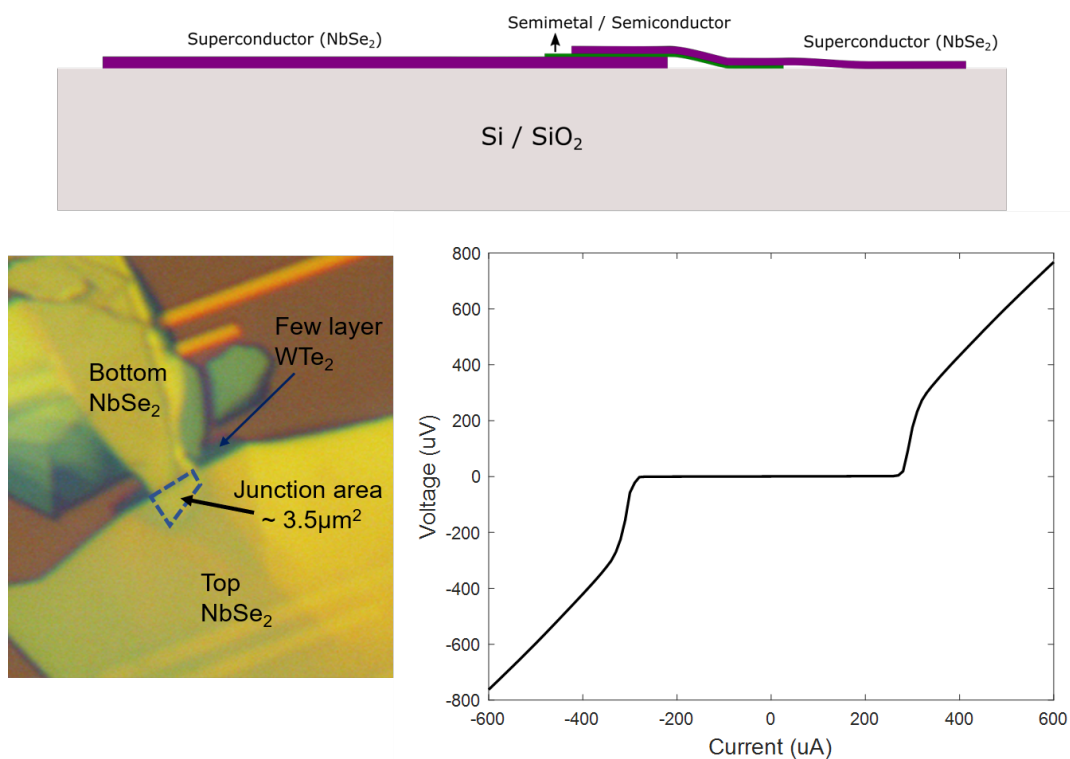 Semimetal / Semiconductor
Superconductor (NbSe₂)
Superconductor (NbSe₂)
Si / SiO₂
Few layer
WTe₂
Bottom
NbSe₂
Junction area
~ 3.5μm²
Top
NbSe₂
800
600
400
200
0
-200
-400
-600
-800
Voltage (uV)
-600
-400
-200
0
200
400
600
Current (uA)